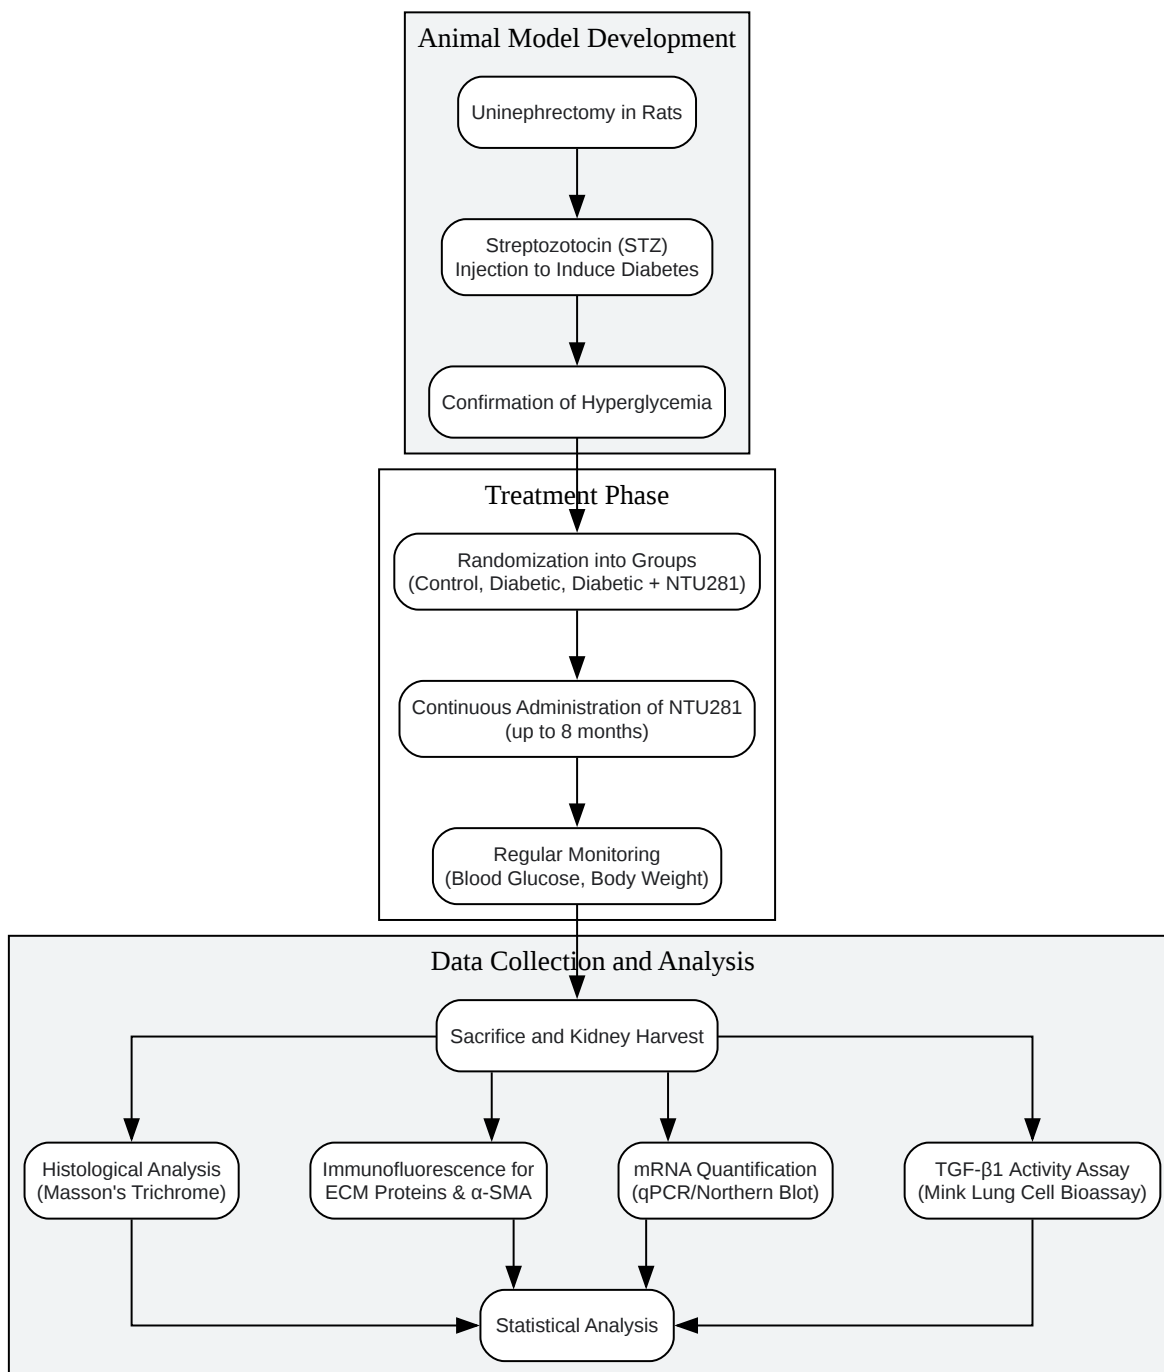 Animal Model Development
Uninephrectomy in Rats
Streptozotocin (STZ)
Injection to Induce Diabetes
Confirmation of Hyperglycemia
Treatment Phase
Randomization into Groups
(Control, Diabetic, Diabetic + NTU281)
Continuous Administration of NTU281
(up to 8 months)
Regular Monitoring
(Blood Glucose, Body Weight)
Data Collection and Analysis
Sacrifice and Kidney Harvest
Histological Analysis
(Masson's Trichrome)
Immunofluorescence for
ECM Proteins & α-SMA
mRNA Quantification
(qPCR/Northern Blot)
TGF-β1 Activity Assay
(Mink Lung Cell Bioassay)
Statistical Analysis